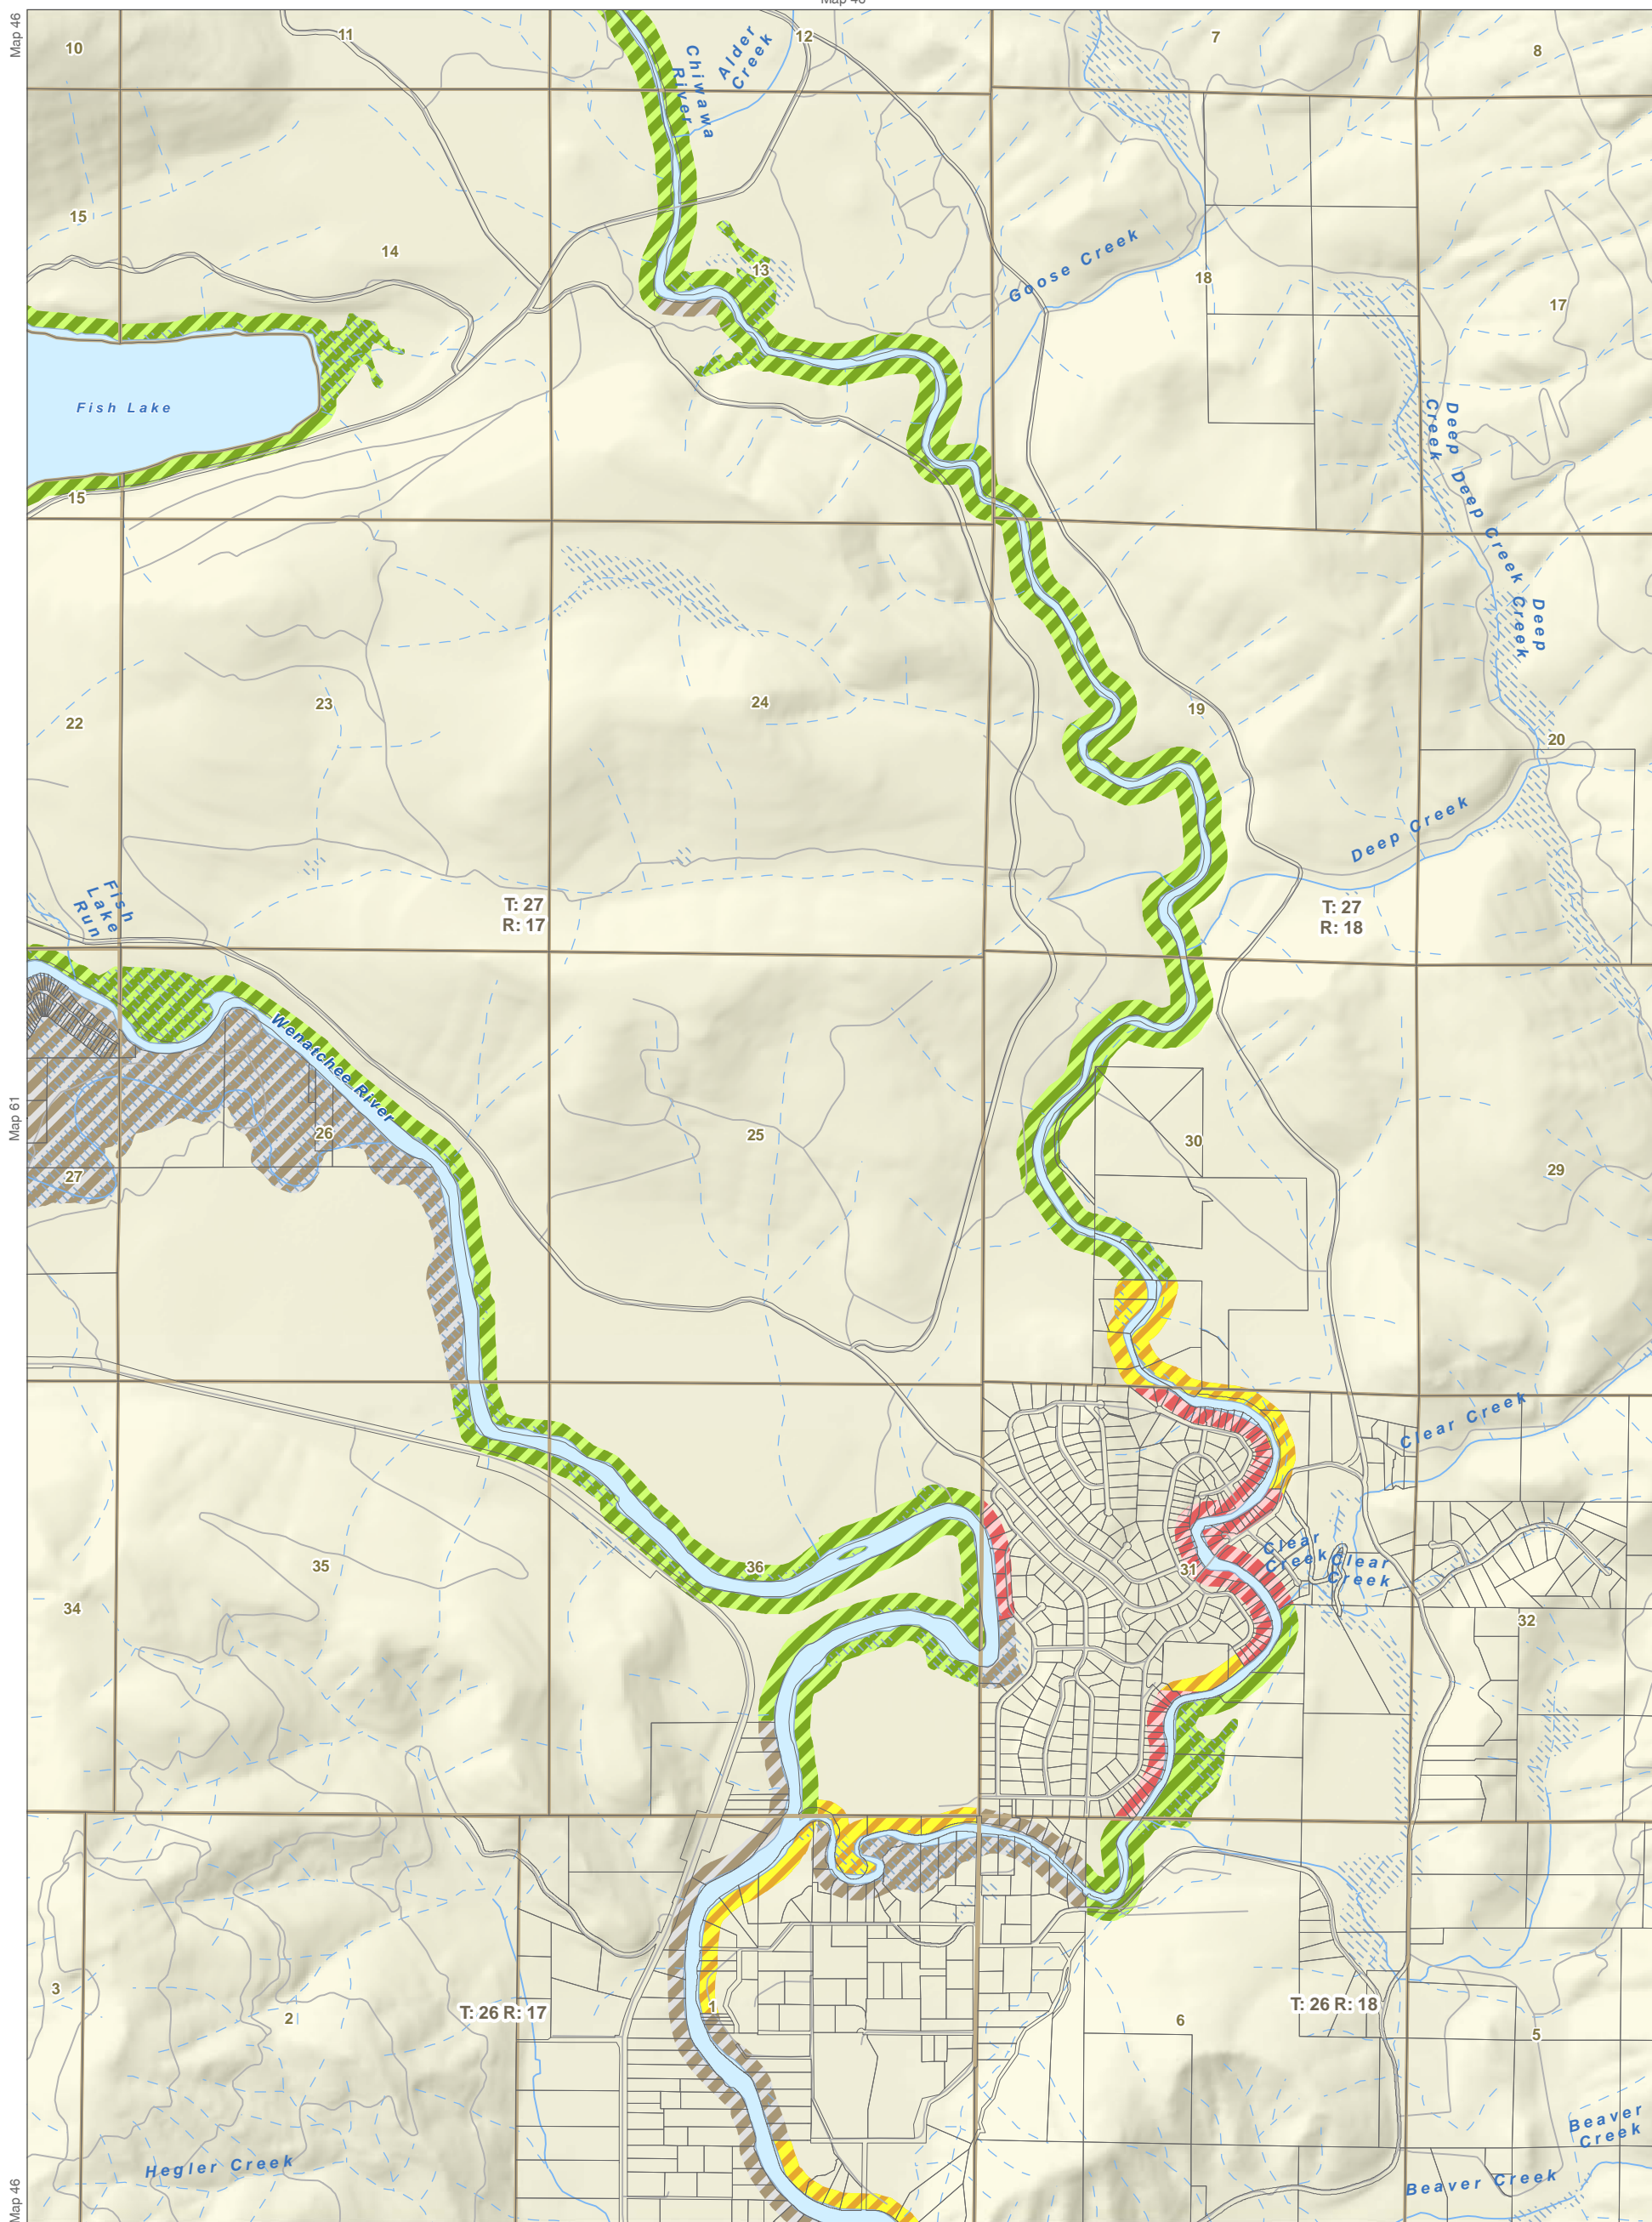 Map 46
Map 46
10
11
12
7
8
Chiwawa
River
Alder
Creek
15
14
13
Goose Creek
18
17
Fish Lake
15
Deep
Creek
Deep Creek
Deep
Creek
22
23
24
19
20
Deep Creek
Fish
Lake
Run
T: 27
R: 17
T: 27
R: 18
Wenatchee River
Map 61
26
25
30
27
29
Clear Creek
35
36
31
Clear
Creek
Clear
Creek
34
32
3
2
T: 26 R: 17
1
6
T: 26 R: 18
5
Beaver
Creek
Hegler Creek
Beaver Creek
Map 46